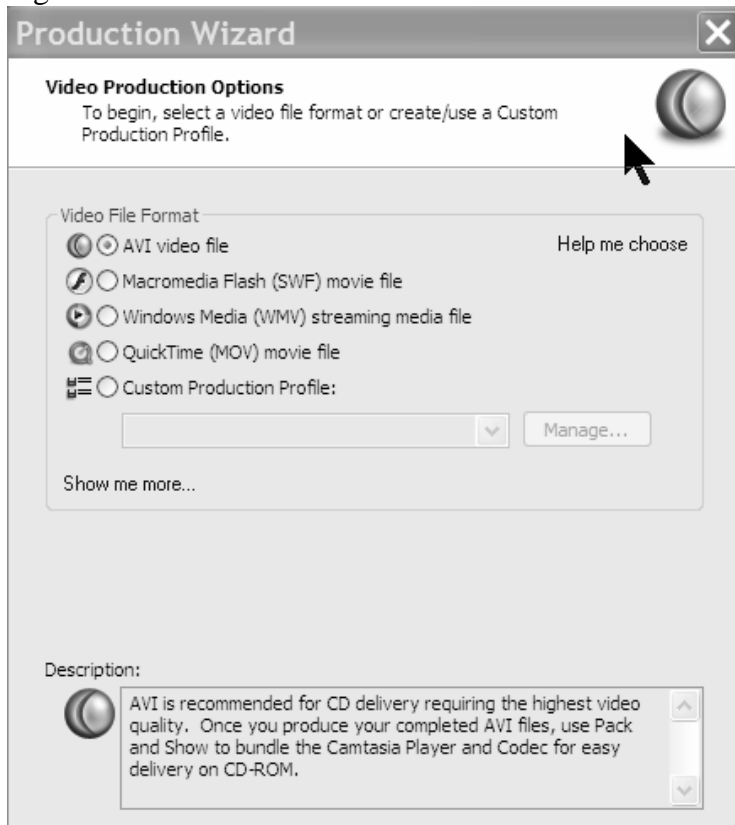 Production Wizard
Video Production Options
To begin, select a video file format or create/use a Custom
Production Profile.
Video File Format
AVI video file
Help me choose
Macromedia Flash (SWF) movie file
Windows Media (WMV) streaming media file
QuickTime (MOV) movie file
Custom Production Profile:
Manage...
Show me more...
Description:
AVI is recommended for CD delivery requiring the highest video
quality. Once you produce your completed AVI files, use Pack
and Show to bundle the Camtasia Player and Codec for easy
delivery on CD-ROM.